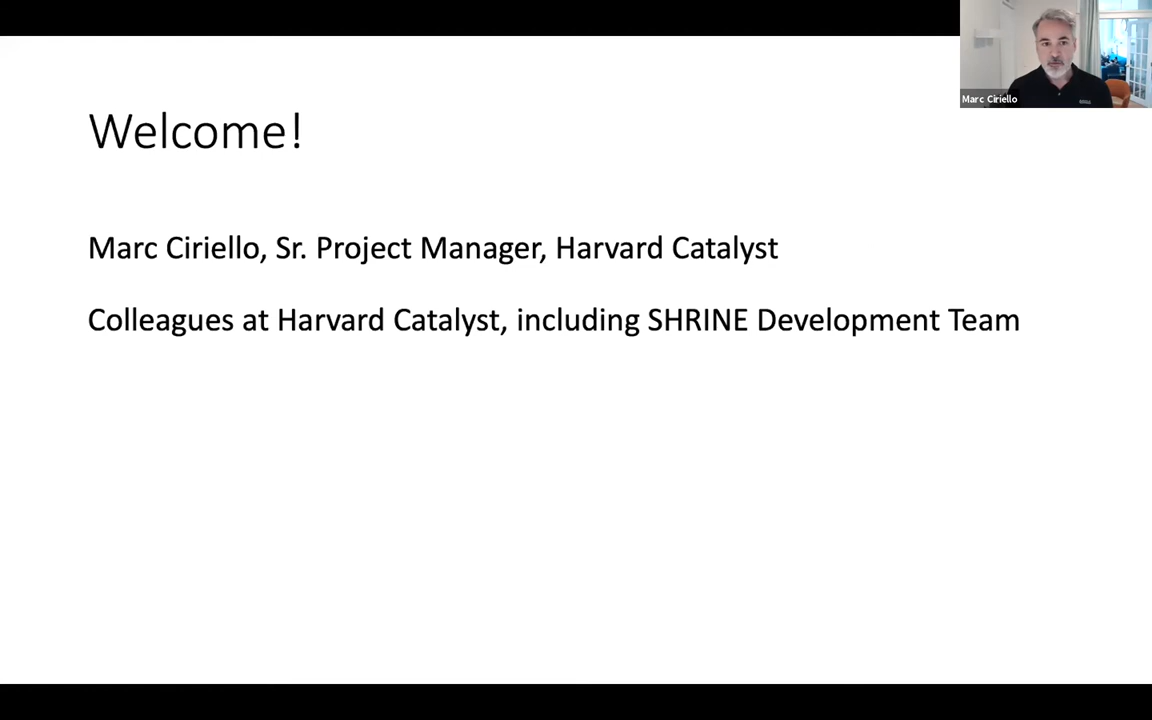 Marc Ciriello
Welcome!
Marc Ciriello, Sr. Project Manager, Harvard Catalyst
Colleagues at Harvard Catalyst, including SHRINE Development Team